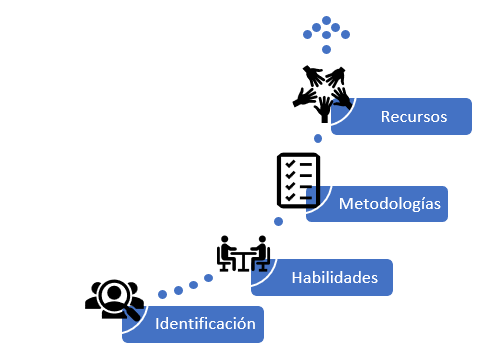 Recursos
Metodologías
Habilidades
Identificación